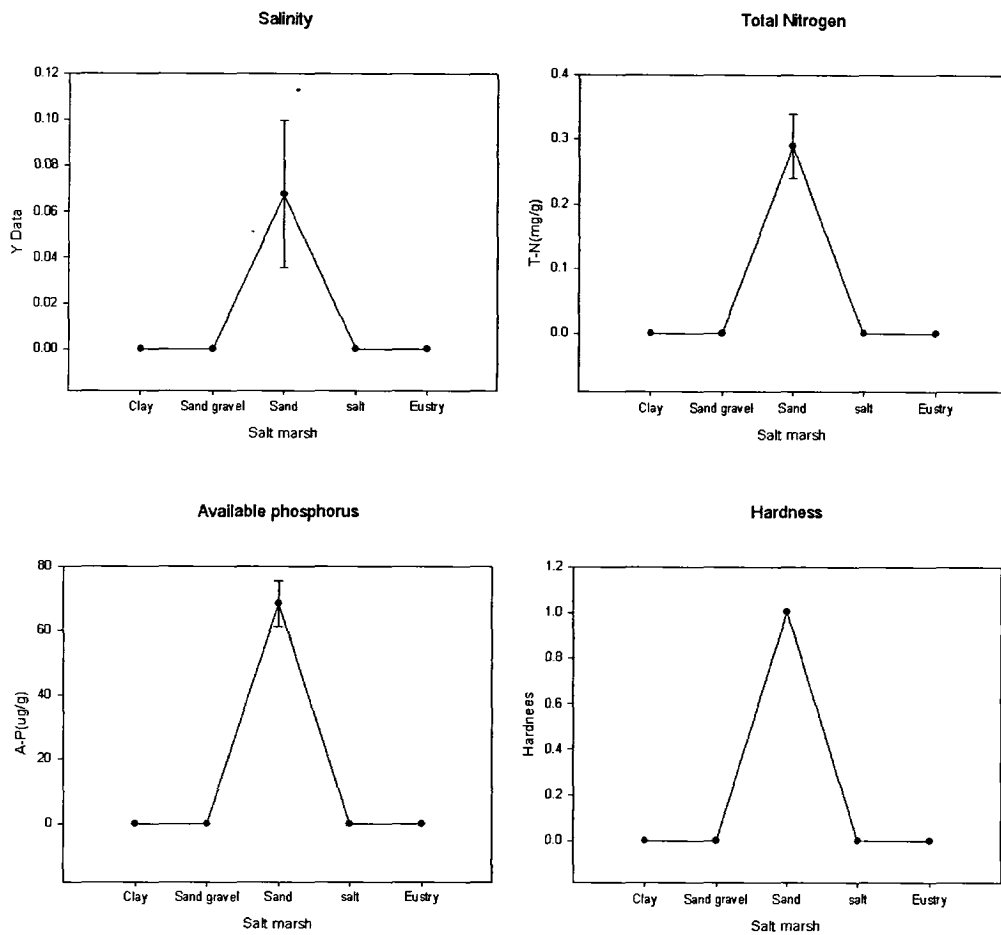 Salinity
0.12
0.10
0.08
0.06
0.04
0.02
0.00
Y Data
Clay Sand gravel Sand salt Eustry
Salt marsh
Total Nitrogen
0.4
0.3
0.2
0.1
0.0
T-N(mg/g)
Clay Sand gravel Sand salt Eustry
Salt marsh
Available phosphorus
80
60
40
20
0
A-P(ug/g)
Clay Sand gravel Sand salt Eustry
Salt marsh
Hardness
1.2
1.0
0.8
0.6
0.4
0.2
0.0
Hardnees
Clay Sand gravel Sand salt Eustry
Salt marsh